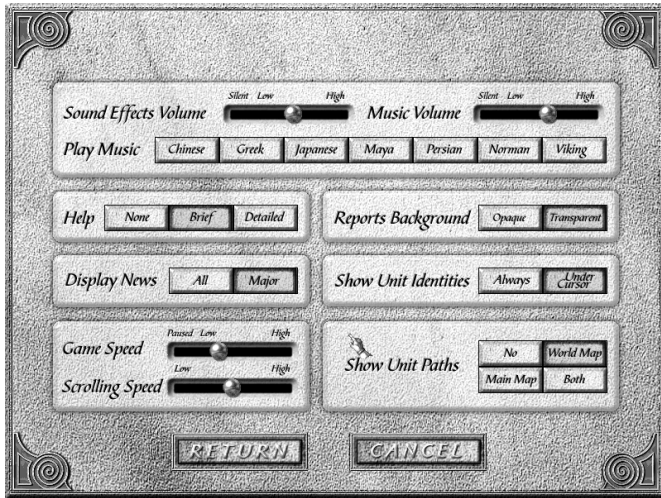 Silent Low High Silent Low High
Sound Effects Volume Music Volume
Play Music Chinese Greek Japanese Maya Persian Norman Viking
Help None Brief Detailed Reports Background Opaque Transparent
Display News All Major Show Unit Identities Always Under Cursor
Paused Low High
Game Speed
Low High
Scrolling Speed
Show Unit Paths No World Map
Main Map Both
RETURN CANCEL